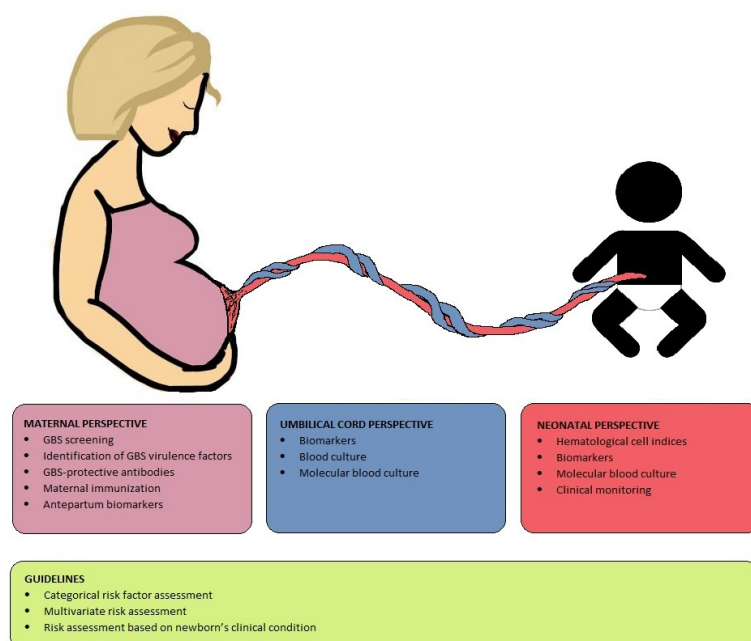 MATERNAL PERSPECTIVE
• GBS screening
• Identification of GBS virulence factors
• GBS-protective antibodies
• Maternal immunization
• Antepartum biomarkers
UMBILICAL CORD PERSPECTIVE
• Biomarkers
• Blood culture
• Molecular blood culture
NEONATAL PERSPECTIVE
• Hematological cell indices
• Biomarkers
• Molecular blood culture
• Clinical monitoring
GUIDELINES
• Categorical risk factor assessment
• Multivariate risk assessment
• Risk assessment based on newborn's clinical condition